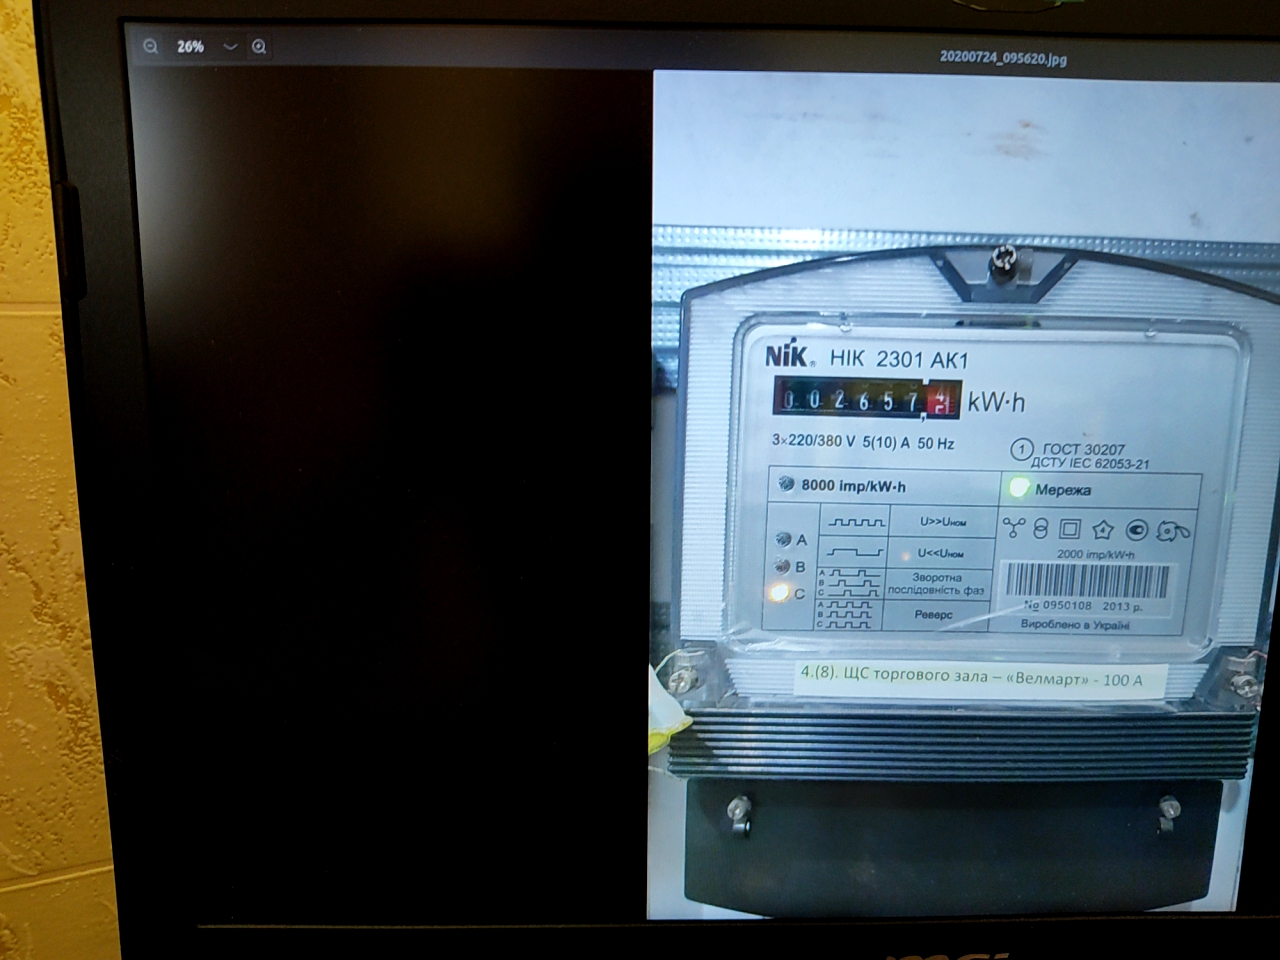 26%
20200724_095620.jpg
NiK® НІК 2301 АК1
0 0 2 6 5 7 kW·h
3×220/380 V 5(10) A 50 Hz
1 ГОСТ 30207
ДСТУ IEC 62053-21
8000 imp/kW·h
Мережа
A
B
C
U>>Uном
U<<Uном
A
B
C
Зворотна
послідовність фаз
A
B
C
Реверс
4
2000 imp/kW·h
№ 0950108 2013 р.
Вироблено в Україні
4.(8). ЩС торгового зала – «Велмарт» - 100 А